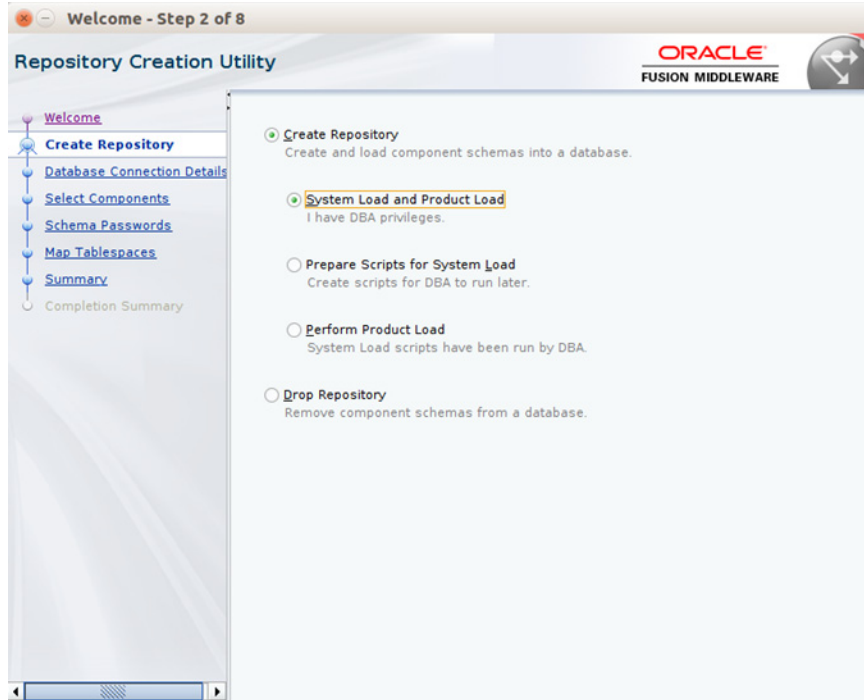 Welcome - Step 2 of 8
Repository Creation Utility
ORACLE
FUSION MIDDLEWARE
Welcome
Create Repository
Database Connection Details
Select Components
Schema Passwords
Map Tablespaces
Summary
Completion Summary
Create Repository
Create and load component schemas into a database.
System Load and Product Load
I have DBA privileges.
Prepare Scripts for System Load
Create scripts for DBA to run later.
Perform Product Load
System Load scripts have been run by DBA.
Drop Repository
Remove component schemas from a database.